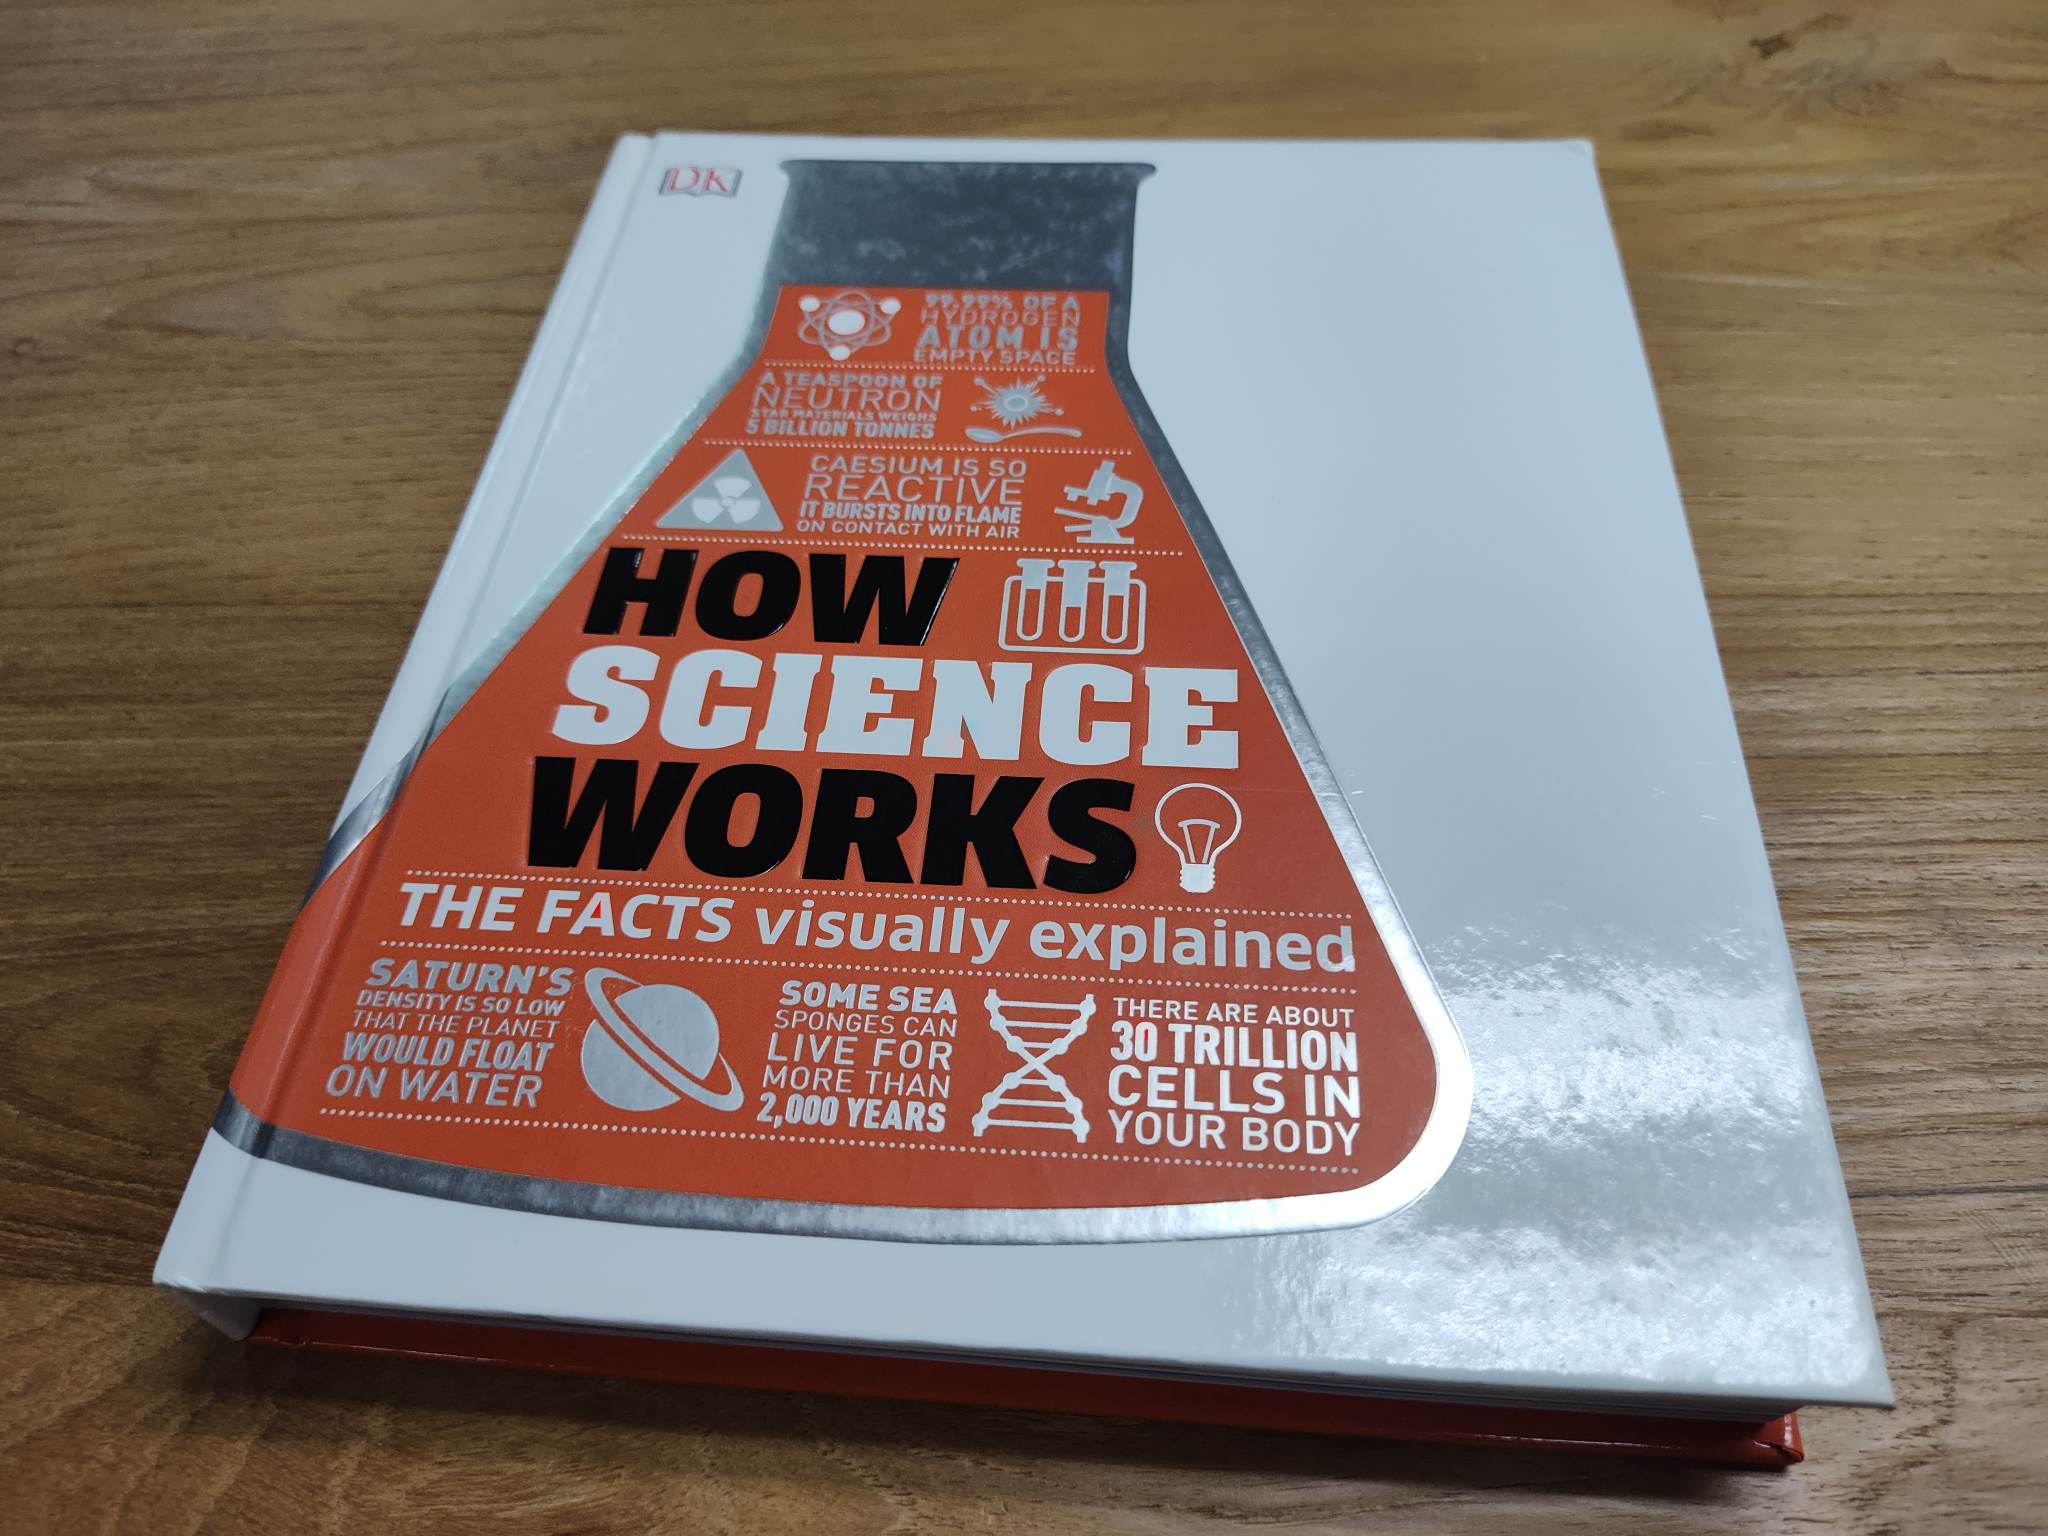 DK
99.99% OF A
HYDROGEN
ATOM IS
EMPTY SPACE
A TEASPOON OF
NEUTRON
STAR MATERIALS WEIGHS
5 BILLION TONNES
CAESIUM IS SO
REACTIVE
IT BURSTS INTO FLAME
ON CONTACT WITH AIR
HOW
SCIENCE
WORKS
THE FACTS visually explained
SATURN'S
DENSITY IS SO LOW
THAT THE PLANET
WOULD FLOAT
ON WATER
SOME SEA
SPONGES CAN
LIVE FOR
MORE THAN
2,000 YEARS
THERE ARE ABOUT
30 TRILLION
CELLS IN
YOUR BODY